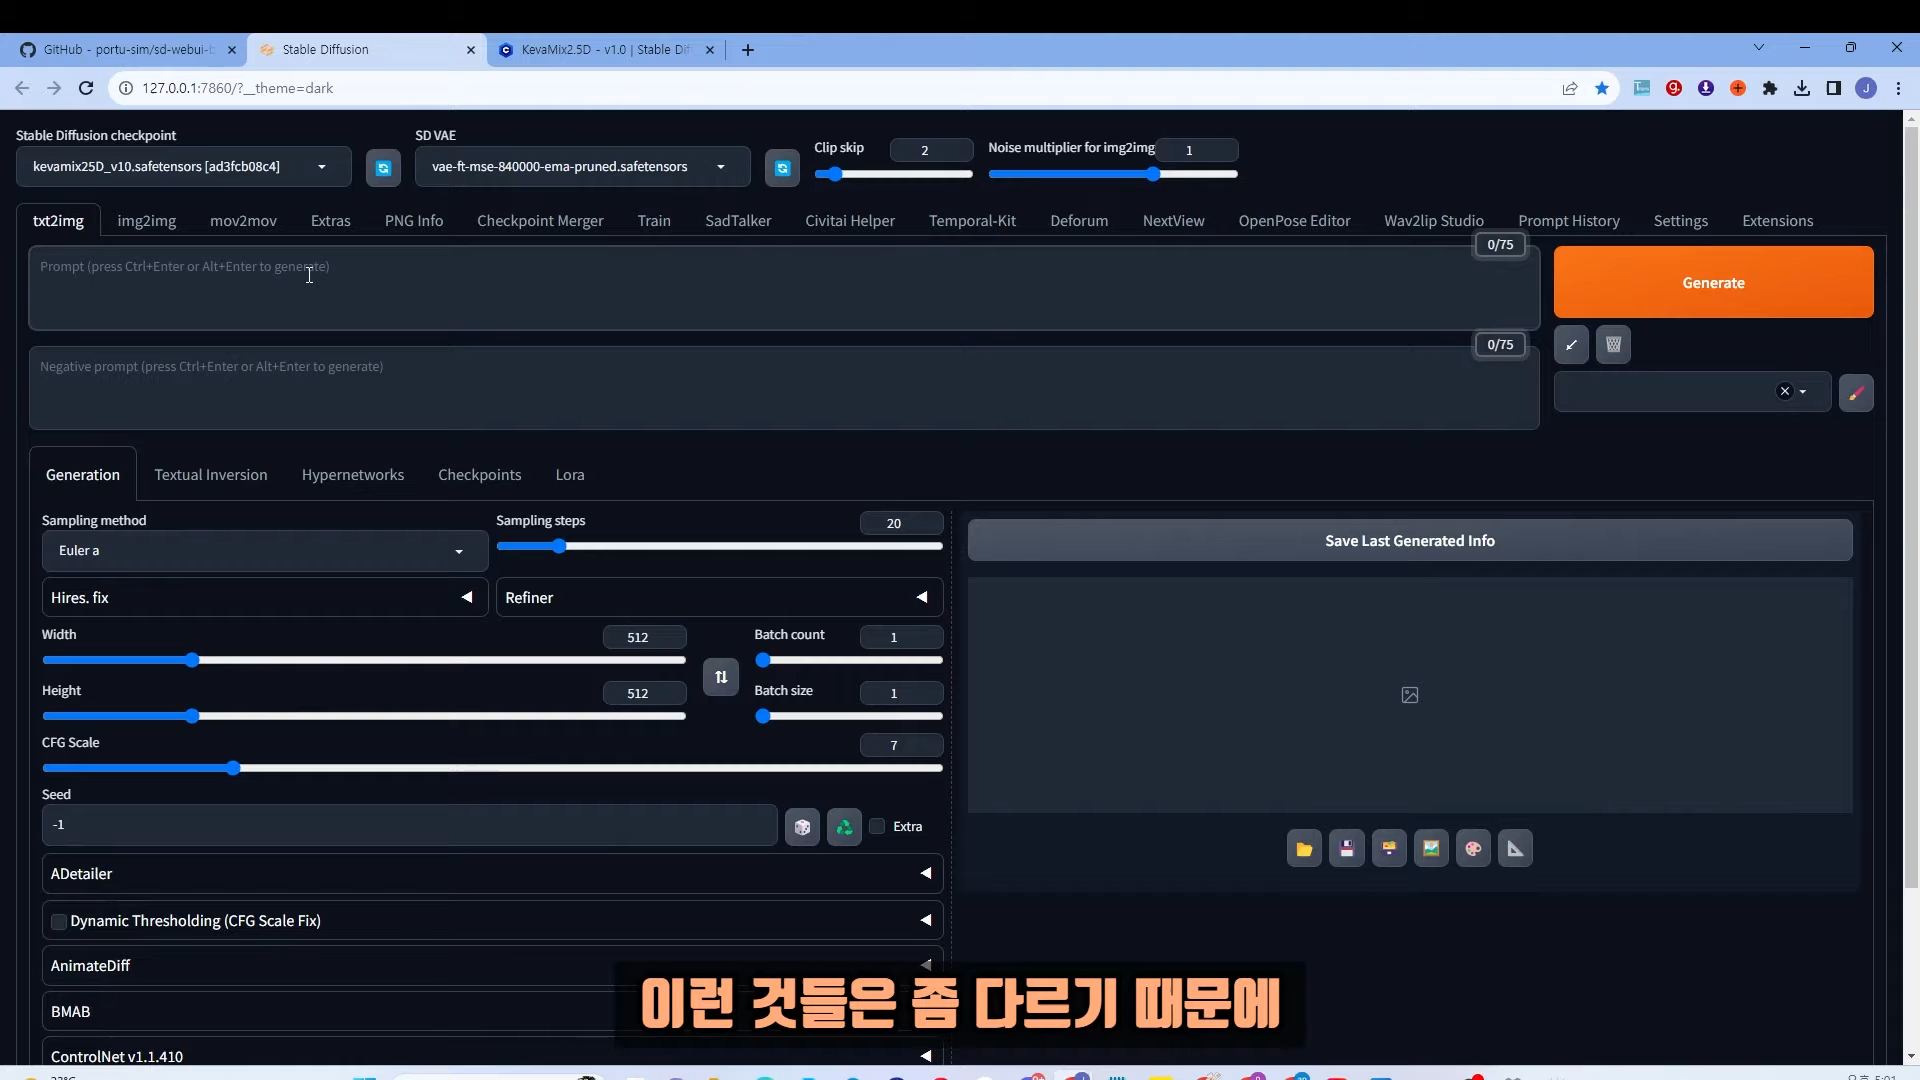 GitHub - portu-sim/sd-webui-b
Stable Diffusion
KevaMix2.5D - v1.0 | Stable Dif
127.0.0.1:7860/?__theme=dark
J
Stable Diffusion checkpoint
SD VAE
Clip skip
2
Noise multiplier for img2img
1
kevamix25D_v10.safetensors [ad3fcb08c4]
vae-ft-mse-840000-ema-pruned.safetensors
txt2img
img2img
mov2mov
Extras
PNG Info
Checkpoint Merger
Train
SadTalker
Civitai Helper
Temporal-Kit
Deforum
NextView
OpenPose Editor
Wav2lip Studio
Prompt History
Settings
Extensions
0/75
Prompt (press Ctrl+Enter or Alt+Enter to generate)
Generate
0/75
Negative prompt (press Ctrl+Enter or Alt+Enter to generate)
Generation
Textual Inversion
Hypernetworks
Checkpoints
Lora
Sampling method
Sampling steps
20
Euler a
Save Last Generated Info
Hires. fix
Refiner
Width
512
Batch count
1
Height
512
Batch size
1
CFG Scale
7
Seed
-1
Extra
ADetailer
Dynamic Thresholding (CFG Scale Fix)
AnimateDiff
BMAB
ControlNet v1.1.410
이런 것들은 좀 다르기 때문에